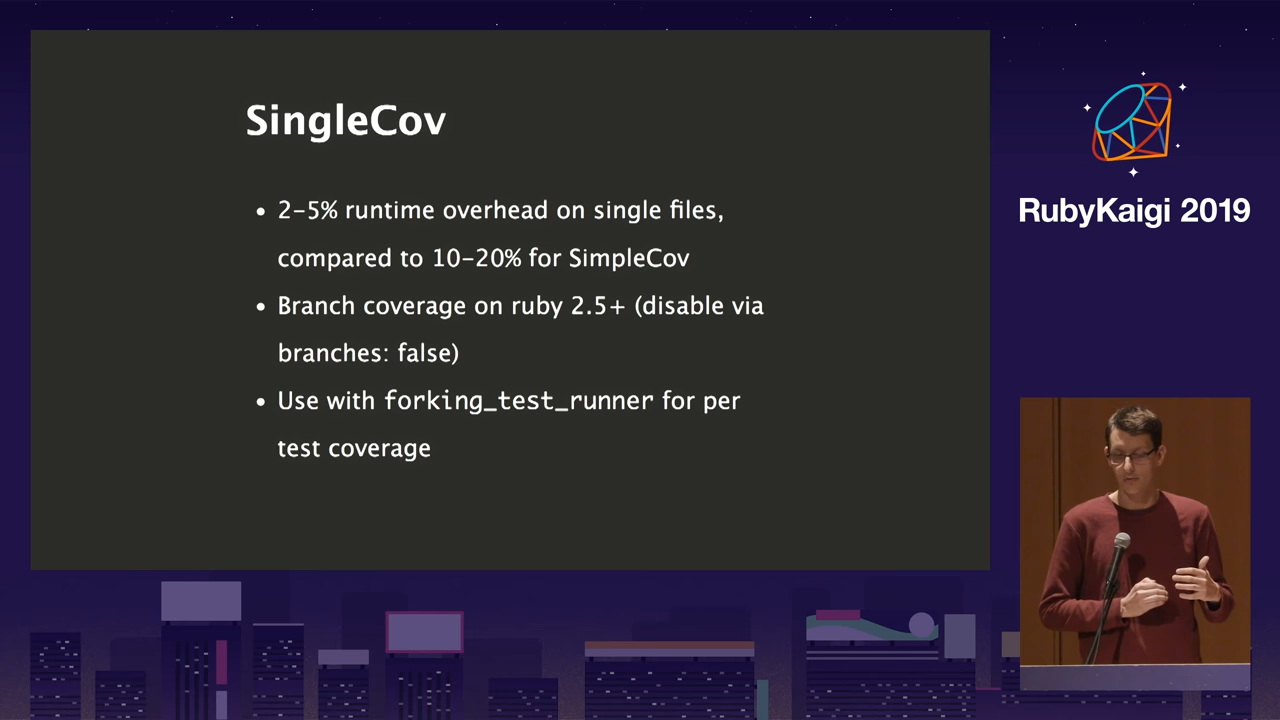 SingleCov
• 2–5% runtime overhead on single files,
compared to 10–20% for SimpleCov
• Branch coverage on ruby 2.5+ (disable via
branches: false)
• Use with forking_test_runner for per
test coverage
RubyKaigi 2019